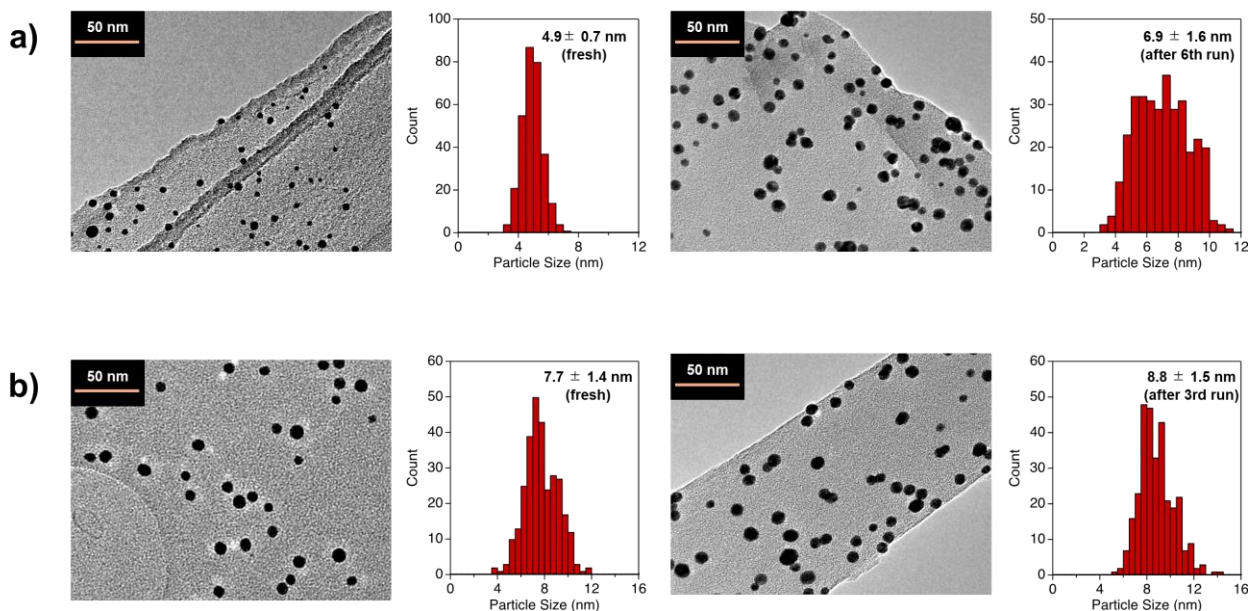 a)
50 nm
100
80
60
40
20
0
Count
4.9 ± 0.7 nm
(fresh)
0 4 8 12
Particle Size (nm)
50 nm
50
40
30
20
10
0
Count
6.9 ± 1.6 nm
(after 6th run)
0 2 4 6 8 10 12
Particle Size (nm)
b)
50 nm
60
50
40
30
20
10
0
Count
7.7 ± 1.4 nm
(fresh)
0 4 8 12 16
Particle Size (nm)
50 nm
60
50
40
30
20
10
0
Count
8.8 ± 1.5 nm
(after 3rd run)
0 4 8 12 16
Particle Size (nm)